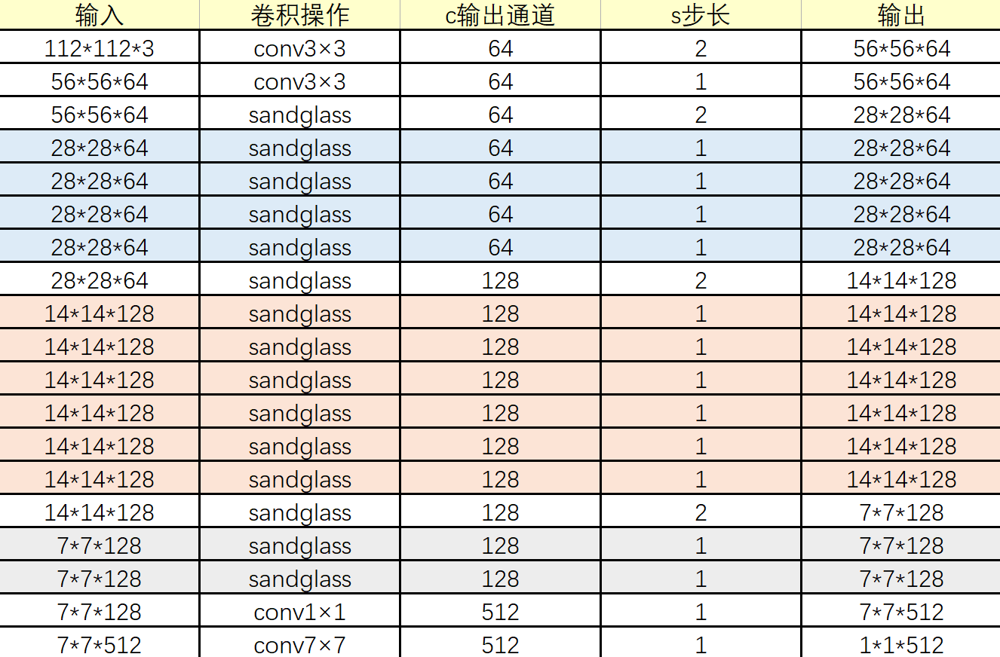 输入 卷积操作 c输出通道 s步长 输出
112*112*3 conv3×3 64 2 56*56*64
56*56*64 conv3×3 64 1 56*56*64
56*56*64 sandglass 64 2 28*28*64
28*28*64 sandglass 64 1 28*28*64
28*28*64 sandglass 64 1 28*28*64
28*28*64 sandglass 64 1 28*28*64
28*28*64 sandglass 64 1 28*28*64
28*28*64 sandglass 128 2 14*14*128
14*14*128 sandglass 128 1 14*14*128
14*14*128 sandglass 128 1 14*14*128
14*14*128 sandglass 128 1 14*14*128
14*14*128 sandglass 128 1 14*14*128
14*14*128 sandglass 128 1 14*14*128
14*14*128 sandglass 128 1 14*14*128
14*14*128 sandglass 128 2 7*7*128
7*7*128 sandglass 128 1 7*7*128
7*7*128 sandglass 128 1 7*7*128
7*7*128 conv1×1 512 1 7*7*512
7*7*512 conv7×7 512 1 1*1*512